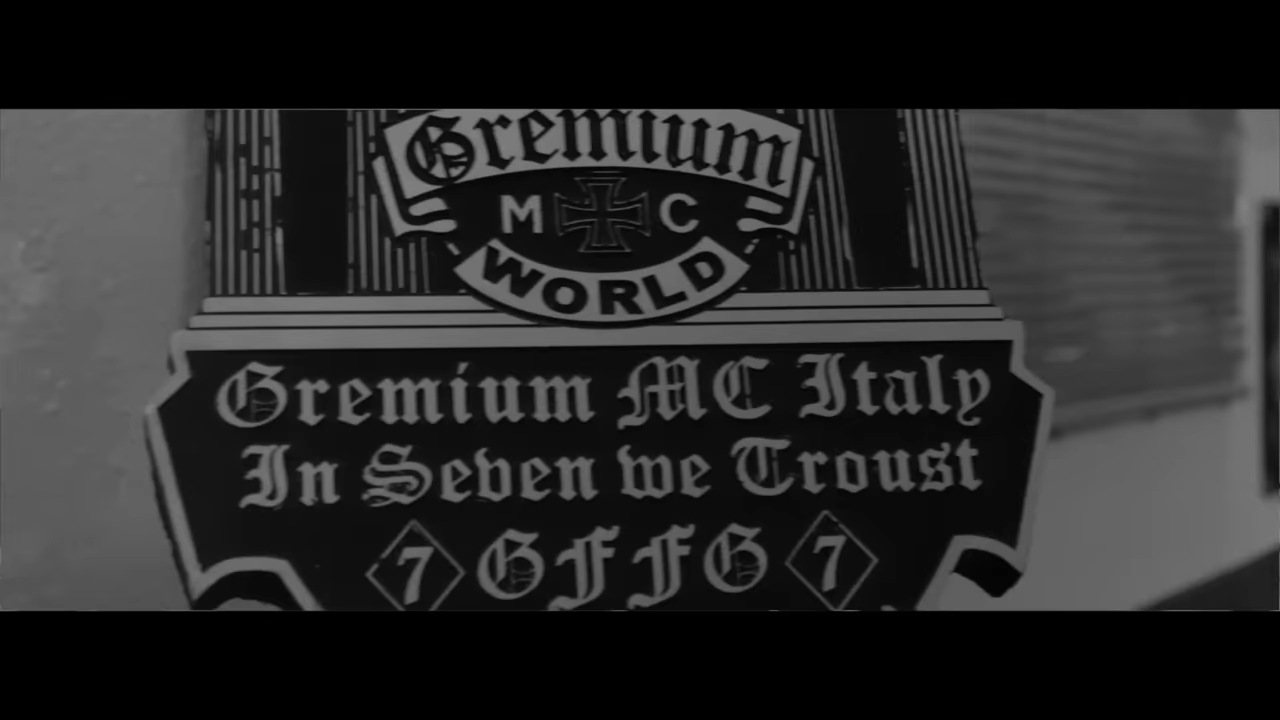 Gremium
M C
WORLD
Gremium MC Italy
In Seven we Troust
7 GFFG 7